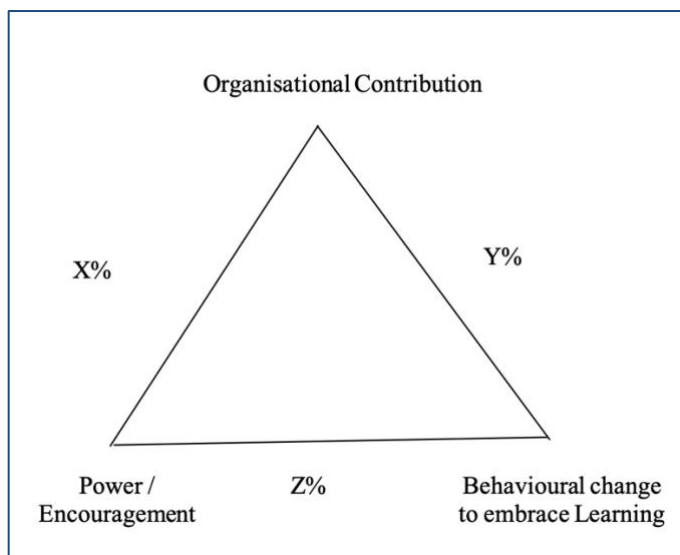 Organisational Contribution
X%
Y%
Power /
Encouragement
Z%
Behavioural change
to embrace Learning